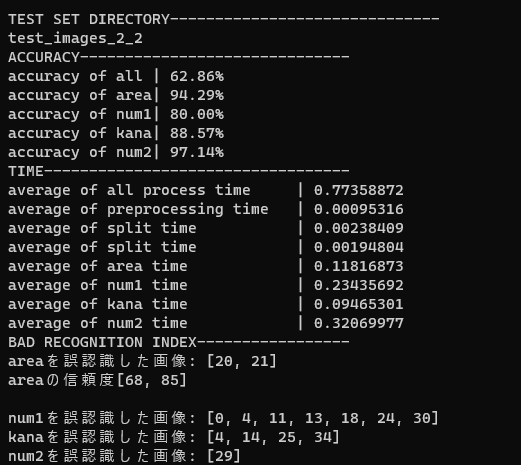 TEST SET DIRECTORY------------------------------
test_images_2_2
ACCURACY------------------------------
accuracy of all | 62.86%
accuracy of area| 94.29%
accuracy of num1| 80.00%
accuracy of kana| 88.57%
accuracy of num2| 97.14%
TIME----------------------------------
average of all process time     | 0.77358872
average of preprocessing time   | 0.00095316
average of split time           | 0.00238409
average of split time           | 0.00194804
average of area time            | 0.11816873
average of num1 time            | 0.23435692
average of kana time            | 0.09465301
average of num2 time            | 0.32069977
BAD RECOGNITION INDEX-----------------
areaを誤認識した画像: [20, 21]
areaの信頼度[68, 85]
num1を誤認識した画像: [0, 4, 11, 13, 18, 24, 30]
kanaを誤認識した画像: [4, 14, 25, 34]
num2を誤認識した画像: [29]